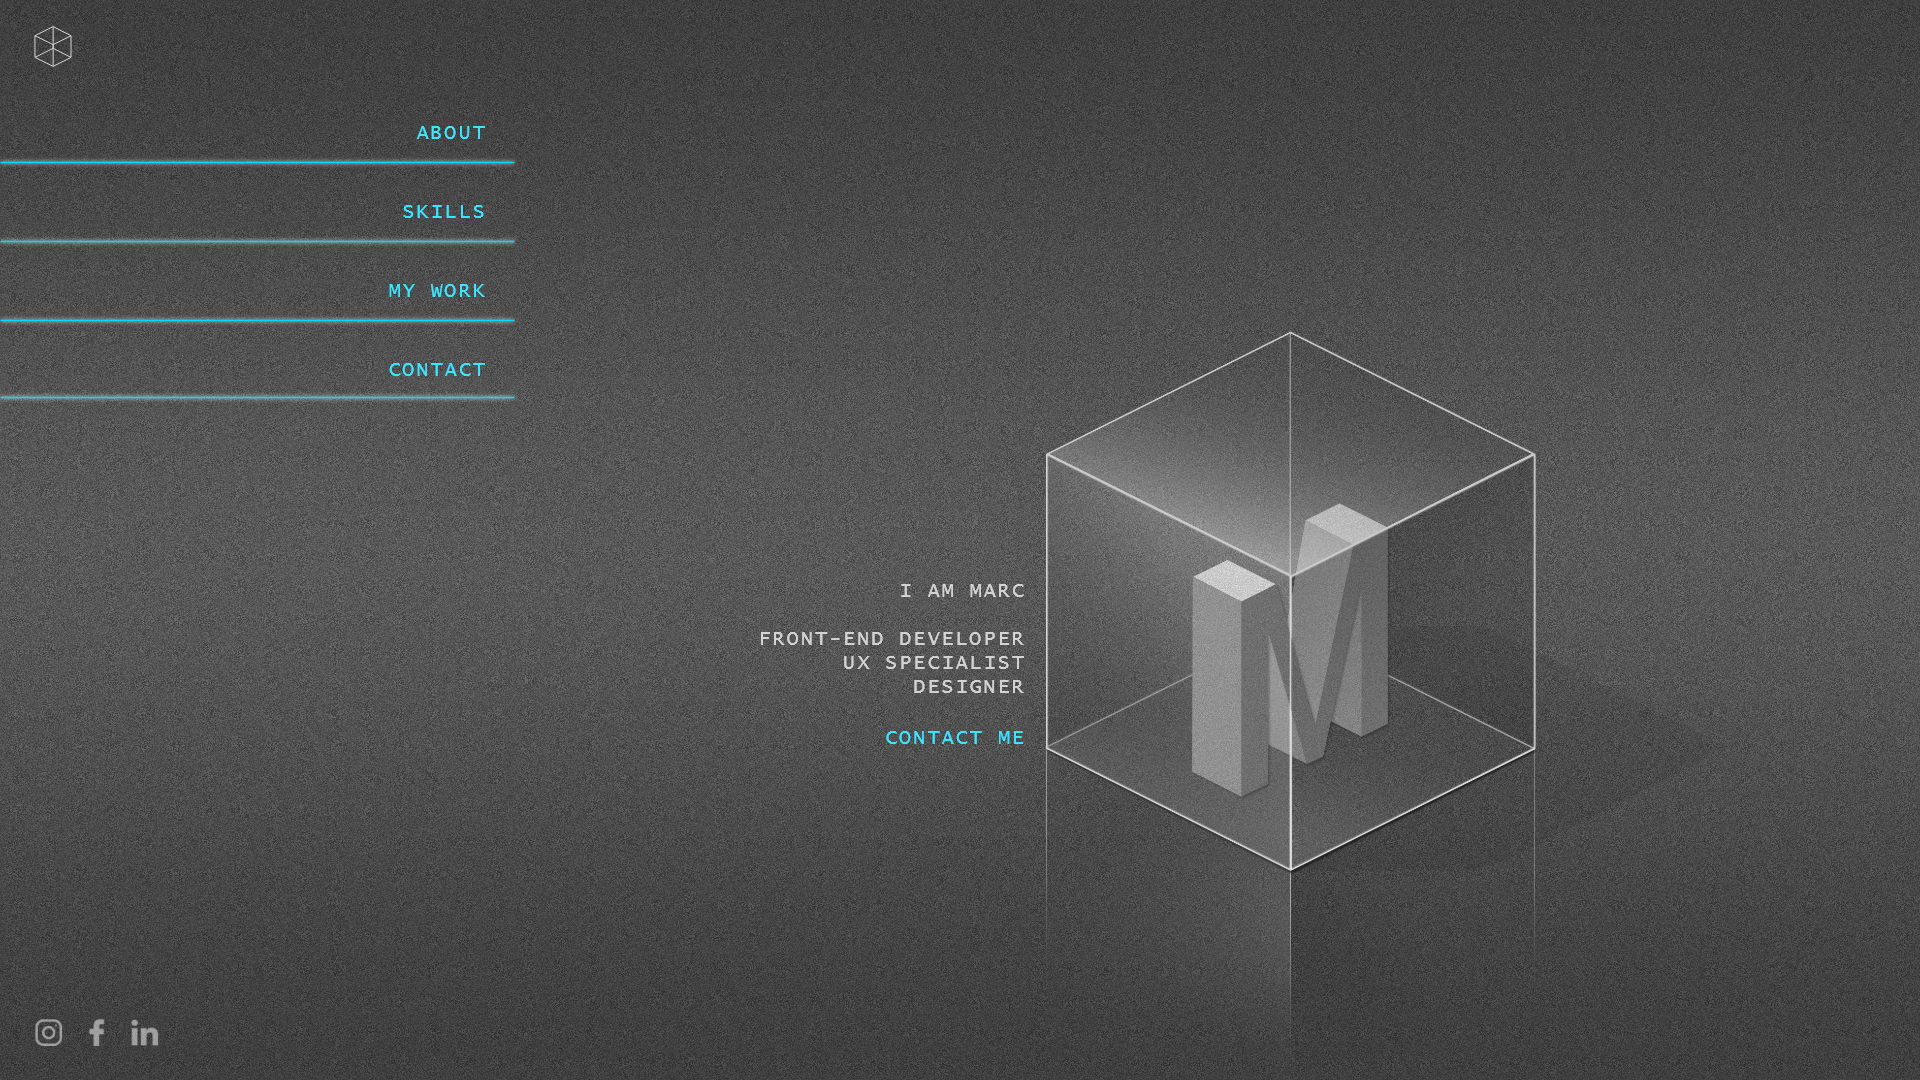 ABOUT
SKILLS
MY WORK
CONTACT
I AM MARC
FRONT-END DEVELOPER
UX SPECIALIST
DESIGNER
CONTACT ME
M